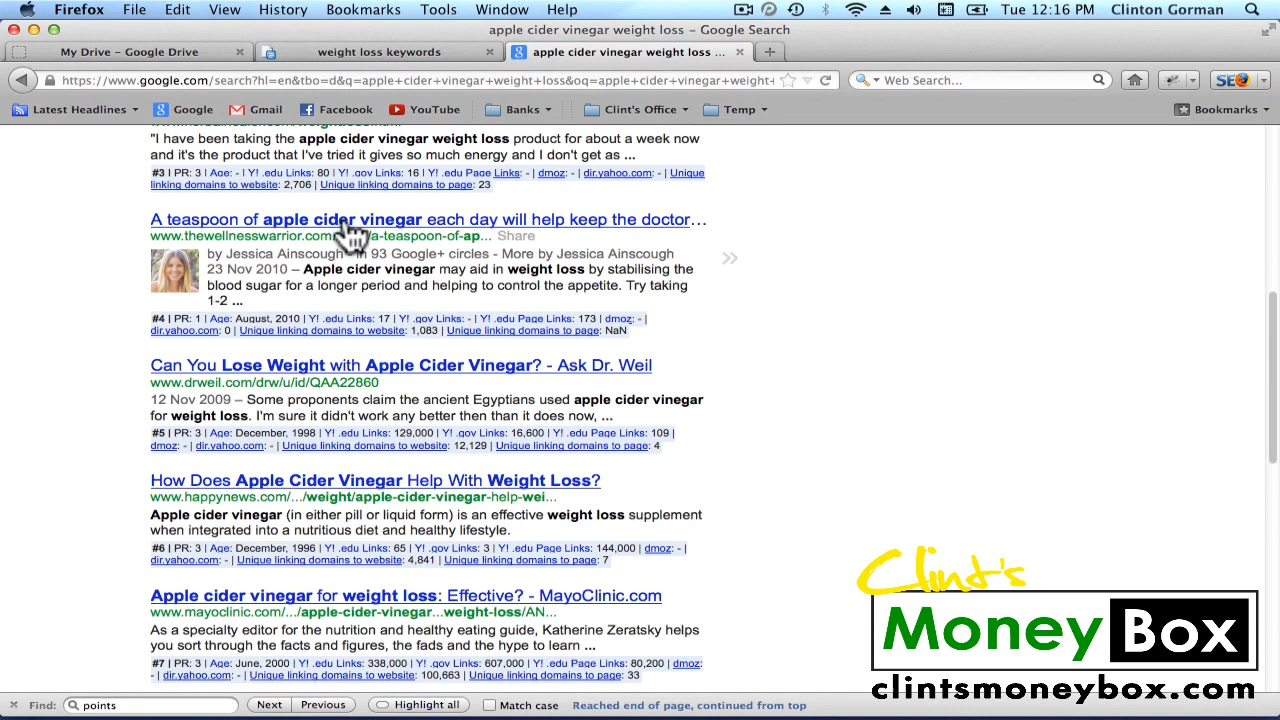 Firefox File Edit View History Bookmarks Tools Window Help Tue 12:16 PM Clinton Gorman
apple cider vinegar weight loss – Google Search
My Drive – Google Drive × weight loss keywords × apple cider vinegar weight loss ... × +
https://www.google.com/search?hl=en&tbo=d&q=apple+cider+vinegar+weight+loss&oq=apple+cider+vinegar+weight+ Web Search... SEO
Latest Headlines Google Gmail Facebook YouTube Banks Clint's Office Temp Bookmarks
"I have been taking the apple cider vinegar weight loss product for about a week now
and it's the product that I've tried it gives so much energy and I don't get as ...
#3 | PR: 3 | Age: - | Y! .edu Links: 80 | Y! .gov Links: 16 | Y! .edu Page Links: - | dmoz: - | dir.yahoo.com: - | Unique
linking domains to website: 2,706 | Unique linking domains to page: 23
A teaspoon of apple cider vinegar each day will help keep the doctor...
www.thewellnesswarrior.com a-teaspoon-of-ap... Share
by Jessica Ainscough - in 93 Google+ circles - More by Jessica Ainscough
23 Nov 2010 – Apple cider vinegar may aid in weight loss by stabilising the
blood sugar for a longer period and helping to control the appetite. Try taking
1-2 ...
#4 | PR: 1 | Age: August, 2010 | Y! .edu Links: 17 | Y! .gov Links: - | Y! .edu Page Links: 173 | dmoz: - |
dir.yahoo.com: 0 | Unique linking domains to website: 1,083 | Unique linking domains to page: NaN
Can You Lose Weight with Apple Cider Vinegar? - Ask Dr. Weil
www.drweil.com/drw/u/id/QAA22860
12 Nov 2009 – Some proponents claim the ancient Egyptians used apple cider vinegar
for weight loss. I'm sure it didn't work any better then than it does now, ...
#5 | PR: 3 | Age: December, 1998 | Y! .edu Links: 129,000 | Y! .gov Links: 16,600 | Y! .edu Page Links: 109 |
dmoz: - | dir.yahoo.com: - | Unique linking domains to website: 12,129 | Unique linking domains to page: 4
How Does Apple Cider Vinegar Help With Weight Loss?
www.happynews.com/.../weight/apple-cider-vinegar-help-wei...
Apple cider vinegar (in either pill or liquid form) is an effective weight loss supplement
when integrated into a nutritious diet and healthy lifestyle.
#6 | PR: 3 | Age: December, 1996 | Y! .edu Links: 65 | Y! .gov Links: 3 | Y! .edu Page Links: 144,000 | dmoz: - |
dir.yahoo.com: - | Unique linking domains to website: 4,841 | Unique linking domains to page: 7
Apple cider vinegar for weight loss: Effective? - MayoClinic.com
www.mayoclinic.com/.../apple-cider-vinegar...weight-loss/AN...
As a specialty editor for the nutrition and healthy eating guide, Katherine Zeratsky helps
you sort through the facts and figures, the fads and the hype to learn ...
#7 | PR: 3 | Age: June, 2000 | Y! .edu Links: 338,000 | Y! .gov Links: 607,000 | Y! .edu Page Links: 80,200 | dmoz:
- | dir.yahoo.com: - | Unique linking domains to website: 100,663 | Unique linking domains to page: 33
Clint's
Money Box
clintsmoneybox.com
× Find: points Next Previous Highlight all Match case Reached end of page, continued from top